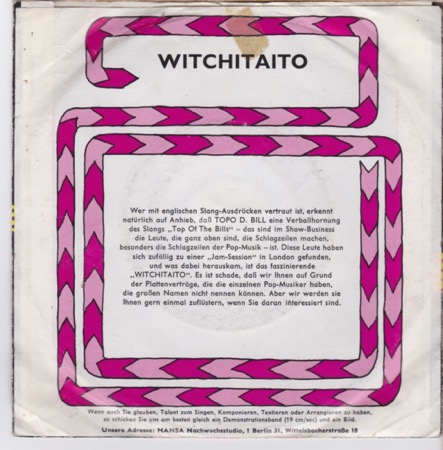 WITCHITAITO
Wer mit englischen Slang-Ausdrücken vertraut ist, erkennt
natürlich auf Anhieb, daß TOPO D. BILL eine Verballhornung
des Slangs „Top Of The Bills" – das sind im Show-Business
die Leute, die ganz oben sind, die Schlagzeilen machen,
besonders die Schlagzeilen der Pop-Musik – ist. Diese Leute haben
sich zufällig zu einer „Jam-Session" in London gefunden,
und was dabei herauskam, ist das faszinierende
„WITCHITAITO". Es ist schade, daß wir Ihnen auf Grund
der Plattenverträge, die die einzelnen Pop-Musiker haben,
die großen Namen nicht nennen können. Aber wir werden sie
Ihnen gern einmal zuflüstern, wenn Sie daran interessiert sind.
Wenn auch Sie glauben, Talent zum Singen, Komponieren, Textieren oder Arrangieren zu haben,
so schicken Sie uns am besten gleich ein Demonstrationsband (19 cm/sec) und ein Bild.
Unsere Adresse: HANSA Nachwuchsstudio, 1 Berlin 31, Wittelsbacherstraße 18